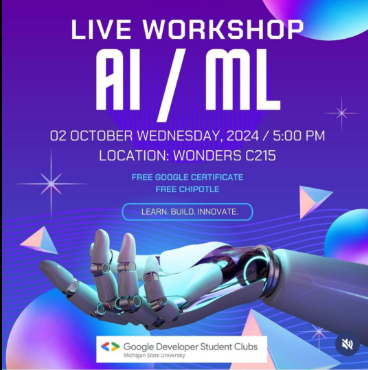 LIVE WORKSHOP
AI / ML
02 OCTOBER WEDNESDAY, 2024 / 5:00 PM
LOCATION: WONDERS C215
FREE GOOGLE CERTIFICATE
FREE CHIPOTLE
LEARN. BUILD. INNOVATE.
Google Developer Student Clubs
Michigan State University